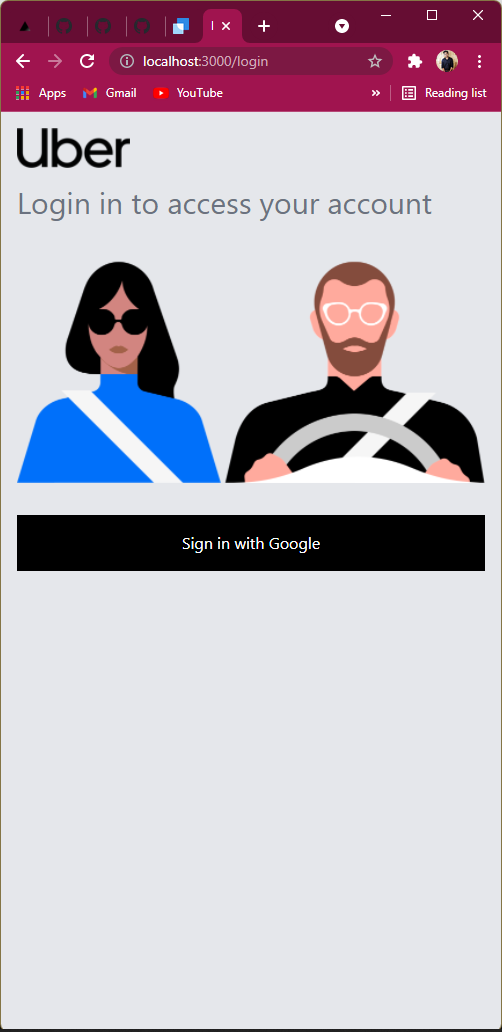 localhost:3000/login
Apps
Gmail
YouTube
»
Reading list
Uber
Login in to access your account
Sign in with Google